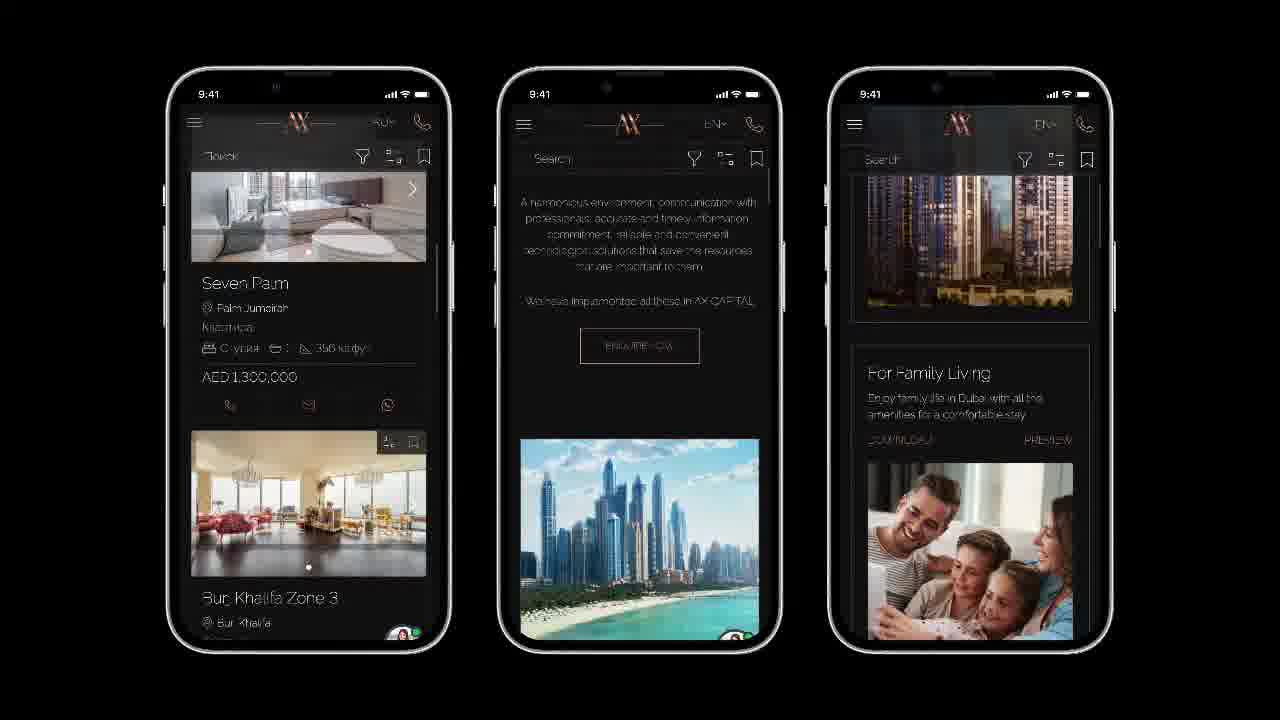 9:41
AX
RU
Поиск
Seven Palm
Palm Jumeirah
Квартира
Студия
356 кв.фут
AED 1,300,000
Burj Khalifa Zone 3
Burj Khalifa
9:41
AX
EN
Search
A harmonious environment, communication with
professionals, accurate and timely information,
commitment, reliable and convenient
technological solutions that save the resources
that are important to them.
We have implemented all these in AX CAPITAL
ENQUIRE NOW
9:41
AX
EN
Search
For Family Living
Enjoy family life in Dubai with all the
amenities for a comfortable stay
DOWNLOAD
PREVIEW